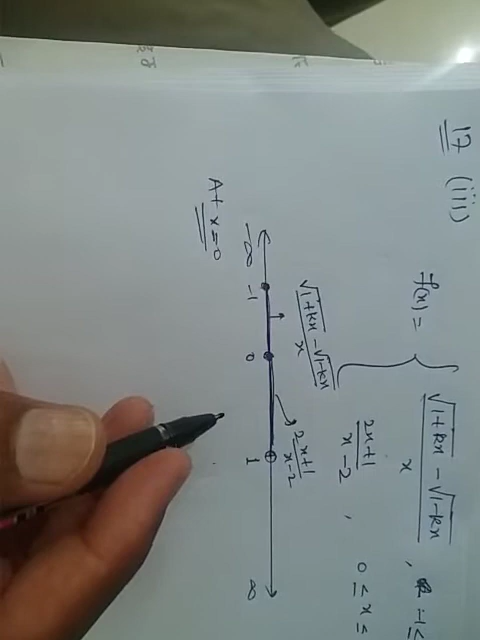 17 (iii)
f(x) = { (√1+kx − √1−kx)/x , -1 ≤
(2x+1)/(x−2) , 0 ≤ x ≤
(√1+kx − √1−kx)/x
(2x+1)/(x−2)
-∞ -1 0 1 ∞
At x=0